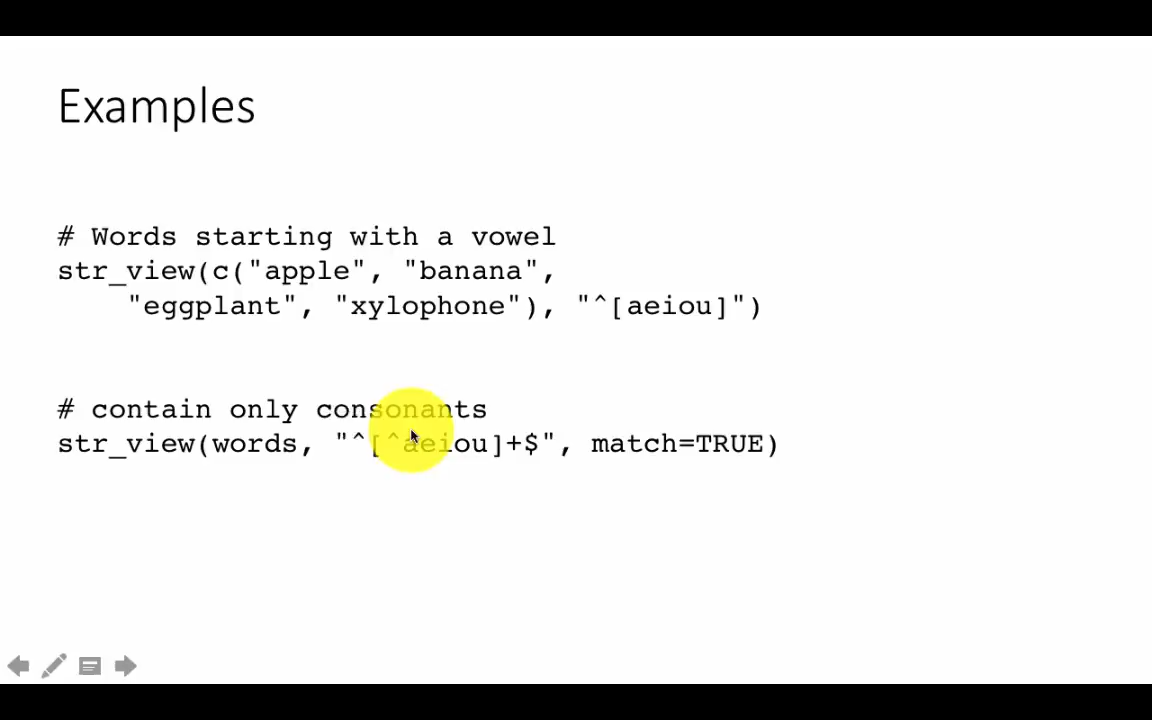 Examples
# Words starting with a vowel
str_view(c("apple", "banana",
"eggplant", "xylophone"), "^[aeiou]")
# contain only consonants
str_view(words, "^[^aeiou]+$", match=TRUE)